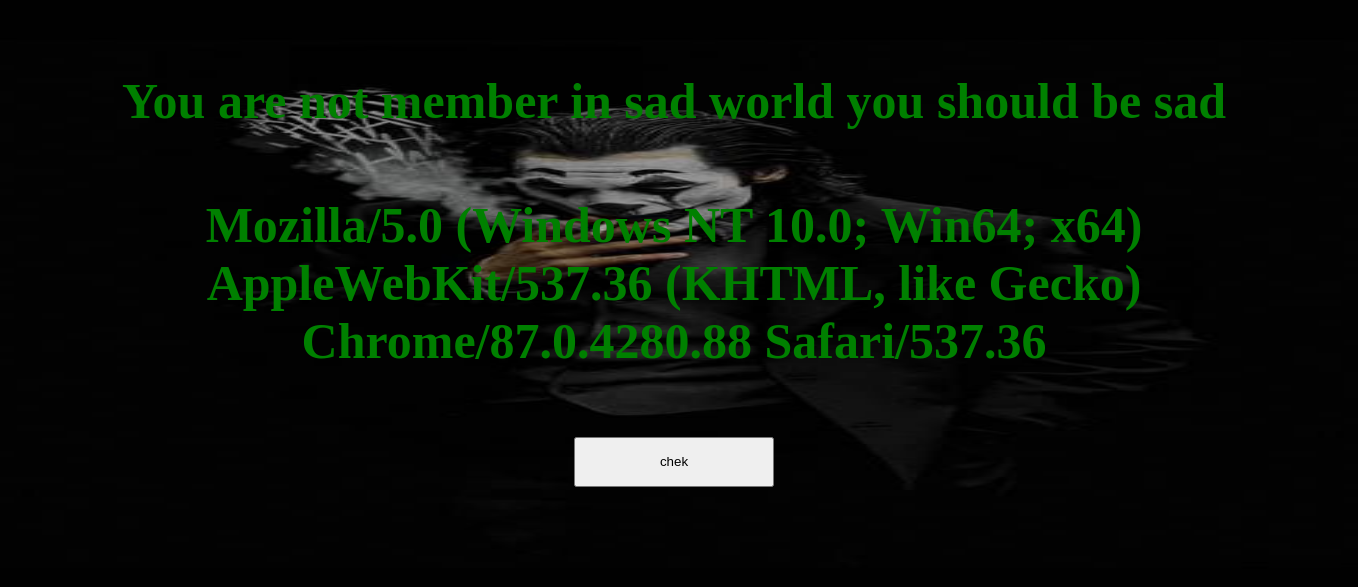 You are not member in sad world you should be sad
Mozilla/5.0 (Windows NT 10.0; Win64; x64)
AppleWebKit/537.36 (KHTML, like Gecko)
Chrome/87.0.4280.88 Safari/537.36
chek